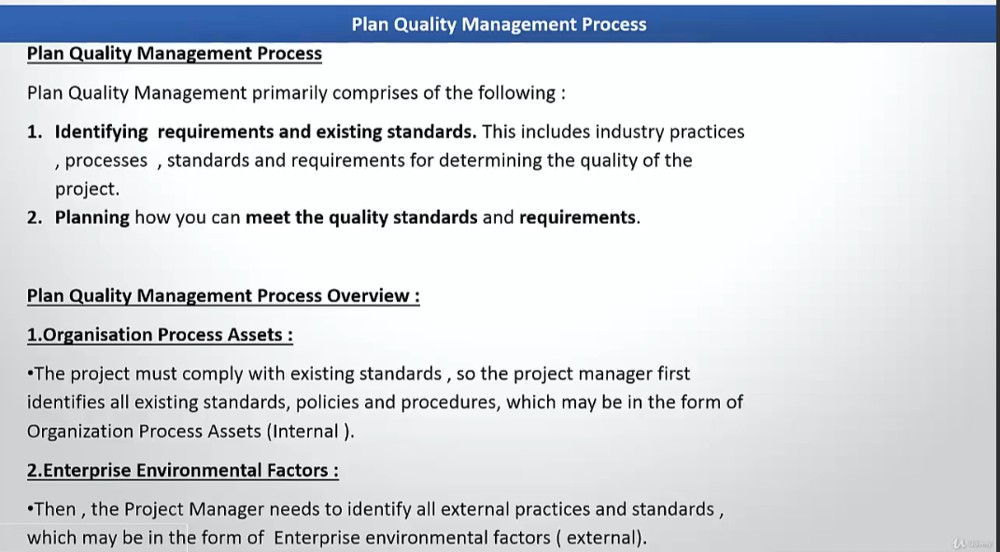 Plan Quality Management Process
Plan Quality Management Process
Plan Quality Management primarily comprises of the following :
1. Identifying requirements and existing standards. This includes industry practices
, processes , standards and requirements for determining the quality of the
project.
2. Planning how you can meet the quality standards and requirements.
Plan Quality Management Process Overview :
1.Organisation Process Assets :
•The project must comply with existing standards , so the project manager first
identifies all existing standards, policies and procedures, which may be in the form of
Organization Process Assets (Internal ).
2.Enterprise Environmental Factors :
•Then , the Project Manager needs to identify all external practices and standards ,
which may be in the form of Enterprise environmental factors ( external).
Udemy